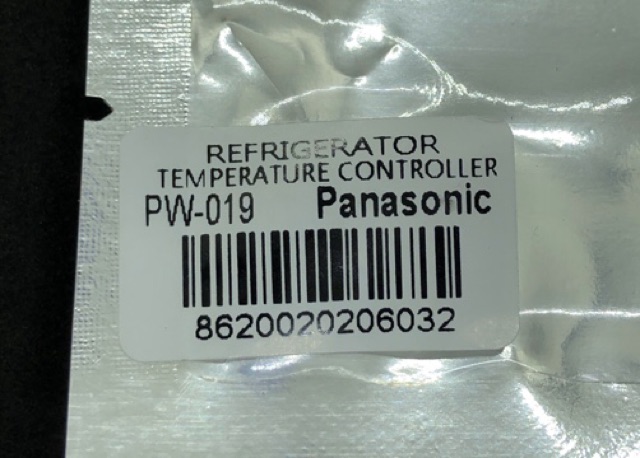 REFRIGERATOR
TEMPERATURE CONTROLLER
PW-019 Panasonic
8620020206032